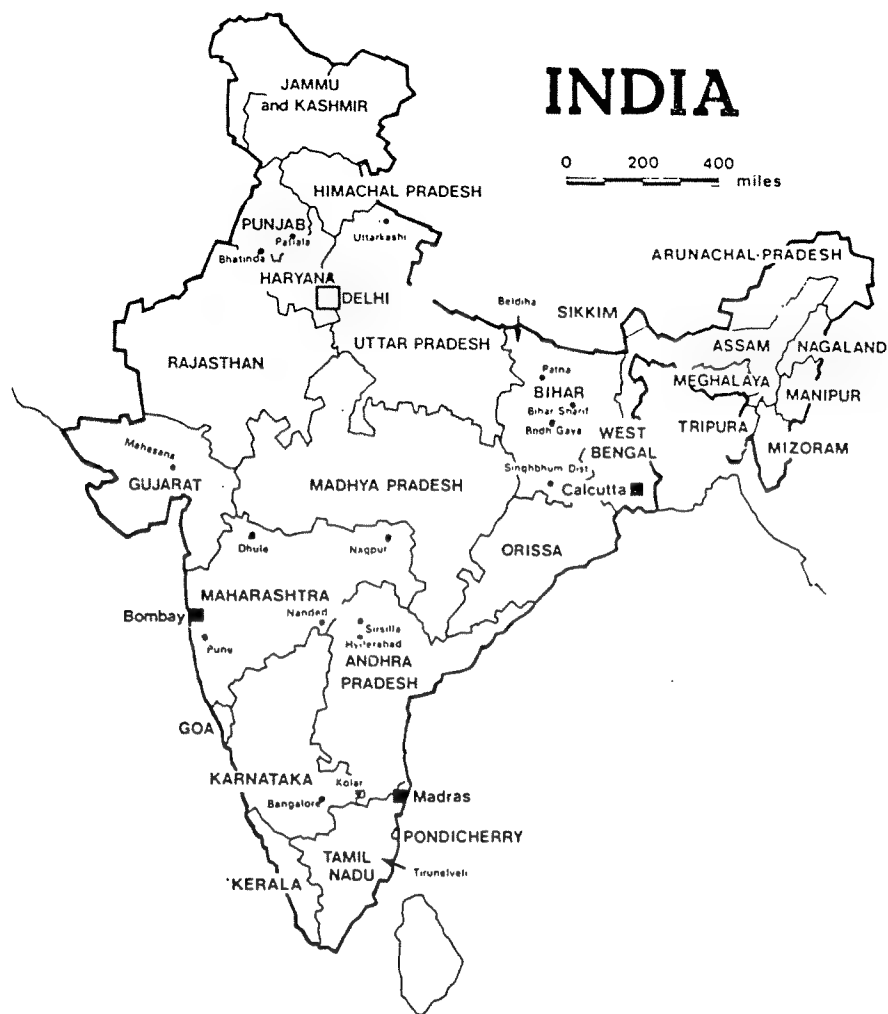 INDIA
0 200 400
miles
JAMMU
and KASHMIR
HIMACHAL PRADESH
PUNJAB
Patiala
Uttarkashi
Bhatinda
HARYANA
DELHI
ARUNACHAL PRADESH
Beldiha
SIKKIM
UTTAR PRADESH
ASSAM
NAGALAND
RAJASTHAN
Patna
MEGHALAYA
BIHAR
MANIPUR
Bihar Sharif
Bodh Gaya
WEST
BENGAL
TRIPURA
MIZORAM
Mahesana
Singhbhum Dist.
GUJARAT
MADHYA PRADESH
Calcutta
Dhule
Nagpur
ORISSA
MAHARASHTRA
Bombay
Nanded
Sirsilla
Pune
Hyderabad
ANDHRA
PRADESH
GOA
KARNATAKA
Kolar
Bangalore
Madras
PONDICHERRY
TAMIL
NADU
Tirunelveli
KERALA